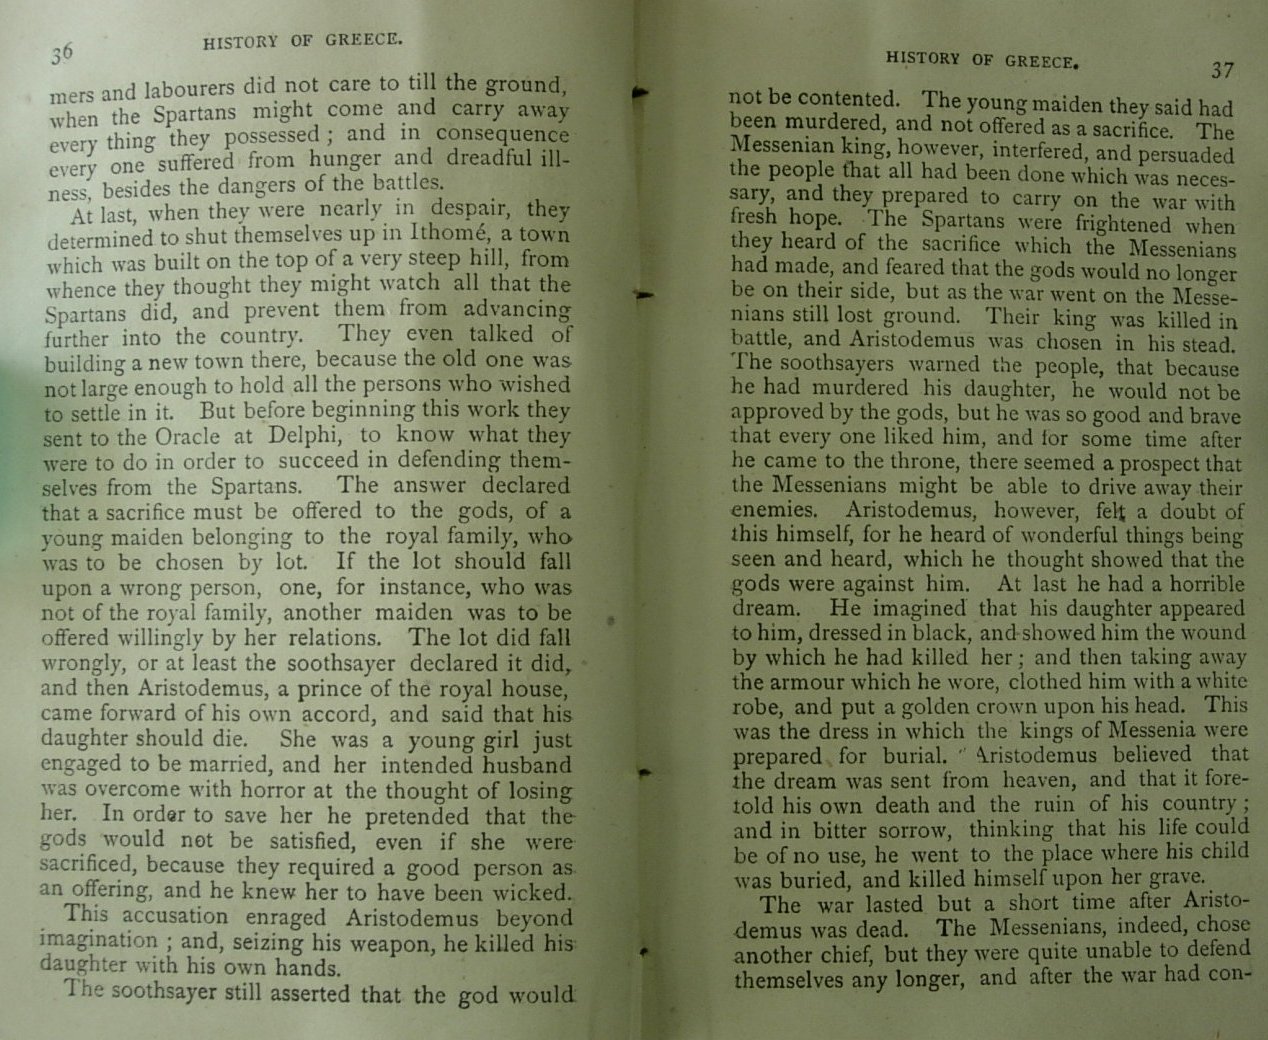 36
HISTORY OF GREECE.
mers and labourers did not care to till the ground,
when the Spartans might come and carry away
every thing they possessed ; and in consequence
every one suffered from hunger and dreadful ill-
ness, besides the dangers of the battles.
At last, when they were nearly in despair, they
determined to shut themselves up in Ithomé, a town
which was built on the top of a very steep hill, from
whence they thought they might watch all that the
Spartans did, and prevent them from advancing
further into the country. They even talked of
building a new town there, because the old one was
not large enough to hold all the persons who wished
to settle in it. But before beginning this work they
sent to the Oracle at Delphi, to know what they
were to do in order to succeed in defending them-
selves from the Spartans. The answer declared
that a sacrifice must be offered to the gods, of a
young maiden belonging to the royal family, who
was to be chosen by lot. If the lot should fall
upon a wrong person, one, for instance, who was
not of the royal family, another maiden was to be
offered willingly by her relations. The lot did fall
wrongly, or at least the soothsayer declared it did,
and then Aristodemus, a prince of the royal house,
came forward of his own accord, and said that his
daughter should die. She was a young girl just
engaged to be married, and her intended husband
was overcome with horror at the thought of losing
her. In order to save her he pretended that the
gods would not be satisfied, even if she were
sacrificed, because they required a good person as
an offering, and he knew her to have been wicked.
This accusation enraged Aristodemus beyond
imagination ; and, seizing his weapon, he killed his
daughter with his own hands.
The soothsayer still asserted that the god would
HISTORY OF GREECE.
37
not be contented. The young maiden they said had
been murdered, and not offered as a sacrifice. The
Messenian king, however, interfered, and persuaded
the people that all had been done which was neces-
sary, and they prepared to carry on the war with
fresh hope. The Spartans were frightened when
they heard of the sacrifice which the Messenians
had made, and feared that the gods would no longer
be on their side, but as the war went on the Messe-
nians still lost ground. Their king was killed in
battle, and Aristodemus was chosen in his stead.
The soothsayers warned the people, that because
he had murdered his daughter, he would not be
approved by the gods, but he was so good and brave
that every one liked him, and for some time after
he came to the throne, there seemed a prospect that
the Messenians might be able to drive away their
enemies. Aristodemus, however, felt a doubt of
this himself, for he heard of wonderful things being
seen and heard, which he thought showed that the
gods were against him. At last he had a horrible
dream. He imagined that his daughter appeared
to him, dressed in black, and showed him the wound
by which he had killed her ; and then taking away
the armour which he wore, clothed him with a white
robe, and put a golden crown upon his head. This
was the dress in which the kings of Messenia were
prepared for burial. Aristodemus believed that
the dream was sent from heaven, and that it fore-
told his own death and the ruin of his country ;
and in bitter sorrow, thinking that his life could
be of no use, he went to the place where his child
was buried, and killed himself upon her grave.
The war lasted but a short time after Aristo-
demus was dead. The Messenians, indeed, chose
another chief, but they were quite unable to defend
themselves any longer, and after the war had con-